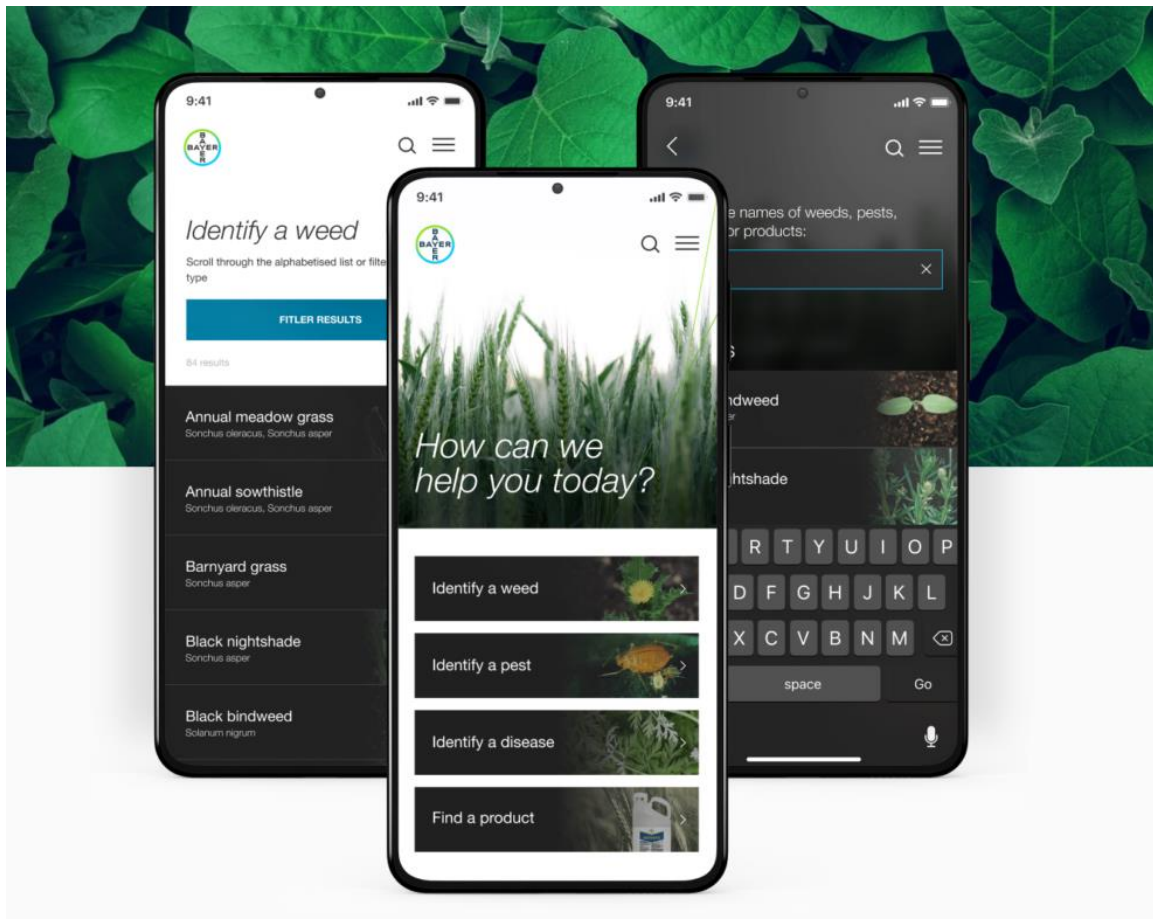 9:41
BAYER
BAYER
Identify a weed
Scroll through the alphabetised list or filte
type
FITLER RESULTS
84 results
Annual meadow grass
Sonchus oleracus, Sonchus asper
Annual sowthistle
Sonchus oleracus, Sonchus asper
Barnyard grass
Sonchus asper
Black nightshade
Sonchus asper
Black bindweed
Solanum nigrum
9:41
BAYER
BAYER
How can we
help you today?
Identify a weed
Identify a pest
Identify a disease
Find a product
9:41
e names of weeds, pests,
or products:
S
ndweed
er
htshade
R T Y U I O P
D F G H J K L
X C V B N M
space
Go